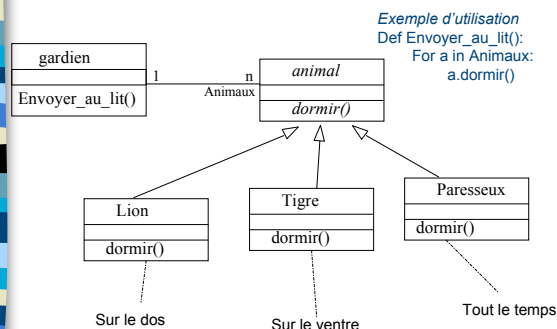 Exemple d'utilisation
Def Envoyer_au_lit():
For a in Animaux:
a.dormir()
gardien
Envoyer_au_lit()
1
n
Animaux
animal
dormir()
Lion
dormir()
Tigre
dormir()
Paresseux
dormir()
Sur le dos
Sur le ventre
Tout le temps